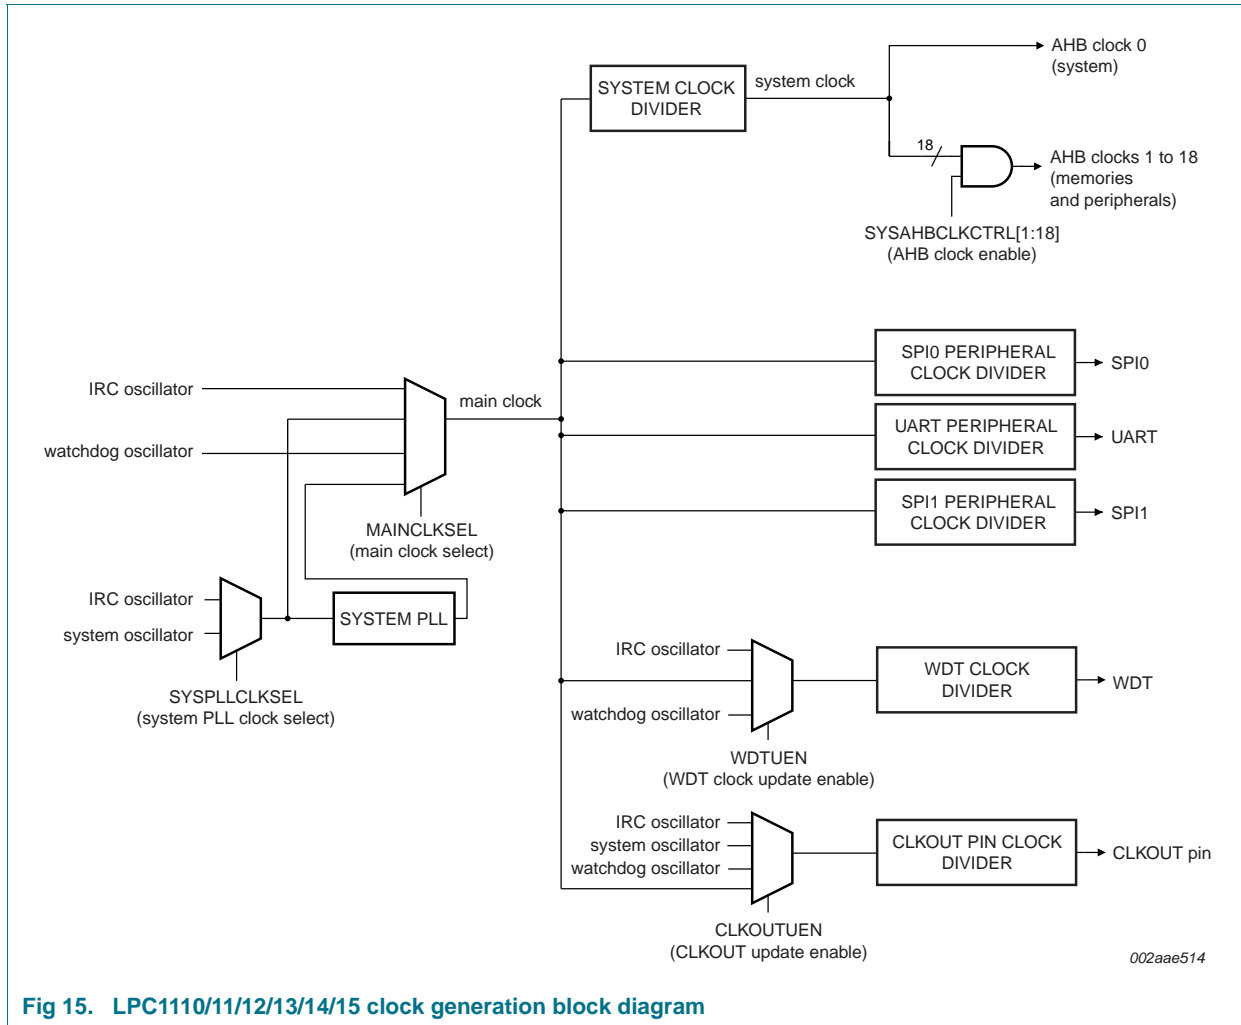 AHB clock 0
(system)
SYSTEM CLOCK
DIVIDER
system clock
18
AHB clocks 1 to 18
(memories
and peripherals)
SYSAHBCLKCTRL[1:18]
(AHB clock enable)
SPI0 PERIPHERAL
CLOCK DIVIDER
SPI0
IRC oscillator
main clock
UART PERIPHERAL
CLOCK DIVIDER
UART
watchdog oscillator
SPI1 PERIPHERAL
CLOCK DIVIDER
SPI1
MAINCLKSEL
(main clock select)
IRC oscillator
system oscillator
SYSTEM PLL
SYSPLLCLKSEL
(system PLL clock select)
IRC oscillator
watchdog oscillator
WDT CLOCK
DIVIDER
WDT
WDTUEN
(WDT clock update enable)
IRC oscillator
system oscillator
watchdog oscillator
CLKOUT PIN CLOCK
DIVIDER
CLKOUT pin
CLKOUTUEN
(CLKOUT update enable)
002aae514
Fig 15. LPC1110/11/12/13/14/15 clock generation block diagram